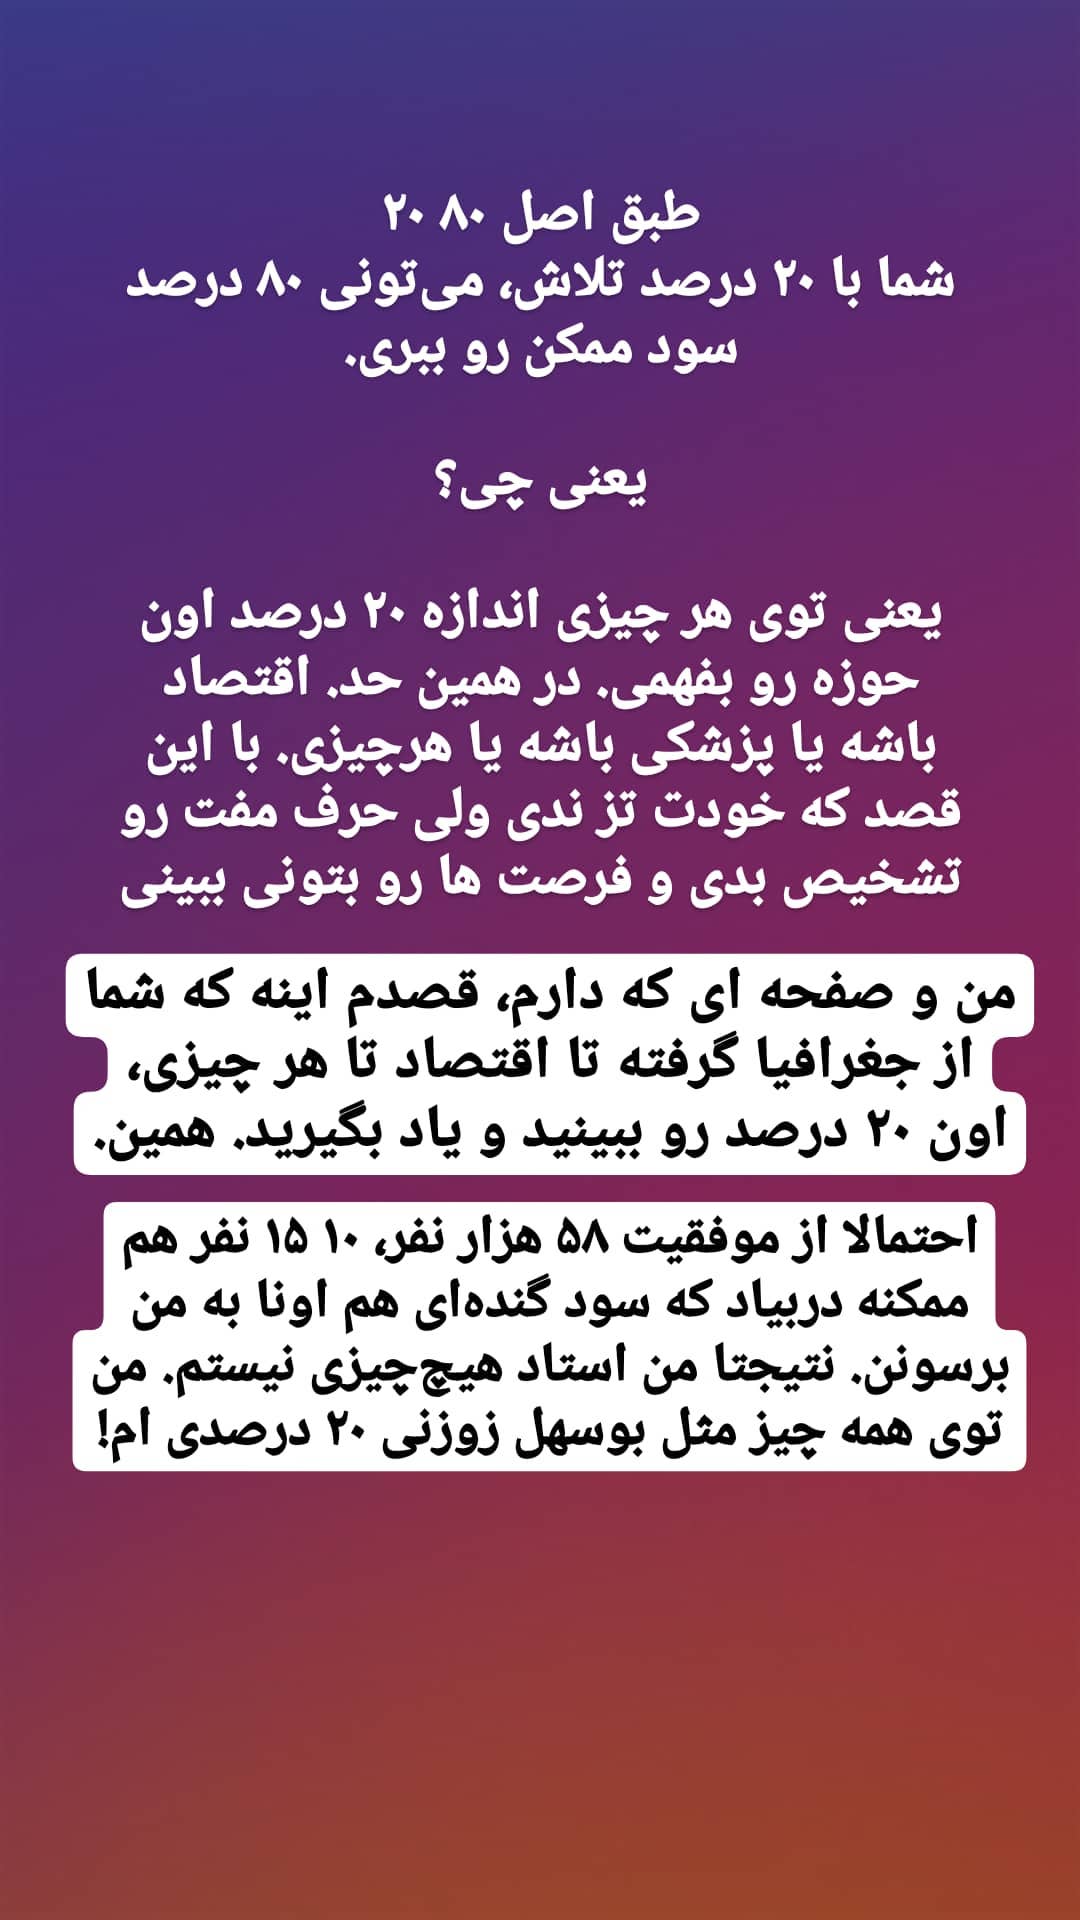 طبق اصل ۸۰ ۲۰
شما با ۲۰ درصد تلاش، می‌تونی ۸۰ درصد
سود ممکن رو ببری.
یعنی چی؟
یعنی توی هر چیزی اندازه ۲۰ درصد اون
حوزه رو بفهمی. در همین حد. اقتصاد
باشه یا پزشکی باشه یا هرچیزی. با این
قصد که خودت تز ندی ولی حرف مفت رو
تشخیص بدی و فرصت ها رو بتونی ببینی
من و صفحه ای که دارم، قصدم اینه که شما
از جغرافیا گرفته تا اقتصاد تا هر چیزی،
اون ۲۰ درصد رو ببینید و یاد بگیرید. همین.
احتمالا از موفقیت ۵۸ هزار نفر، ۱۰ ۱۵ نفر هم
ممکنه دربیاد که سود گنده‌ای هم اونا به من
برسونن. نتیجتا من استاد هیچ‌چیزی نیستم. من
توی همه چیز مثل بوسهل زوزنی ۲۰ درصدی ام!